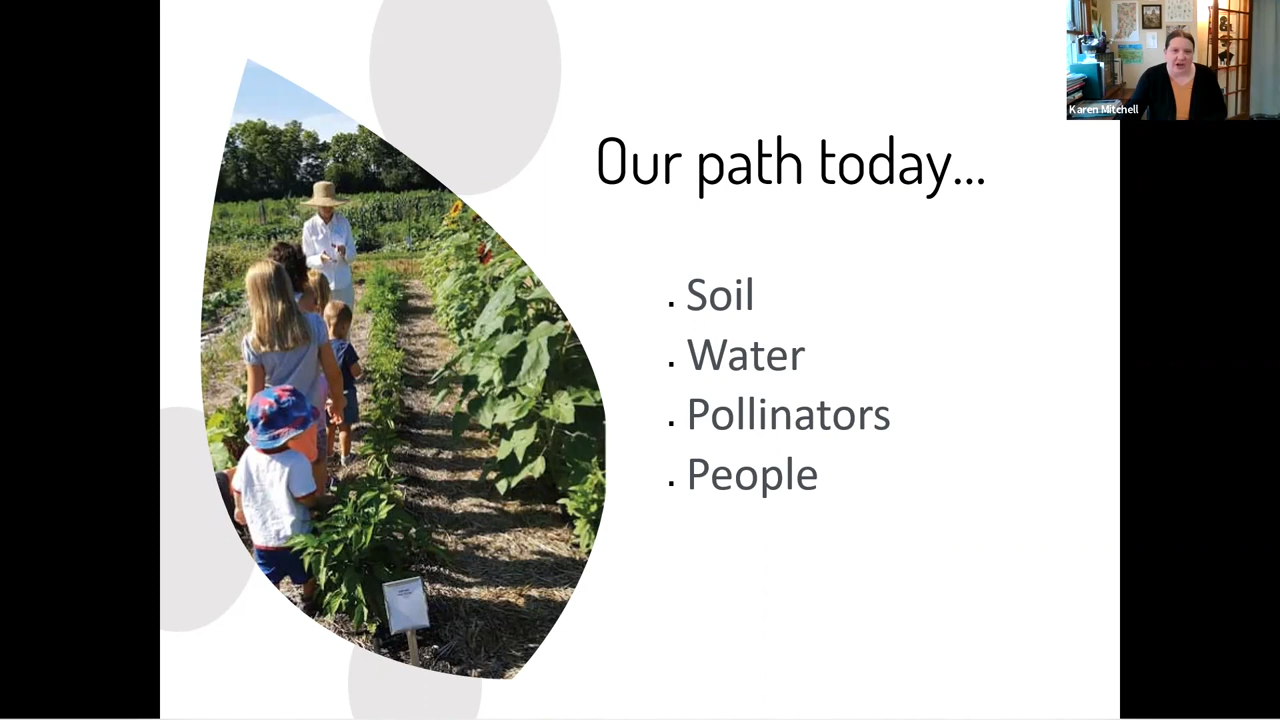 Karen Mitchell
Our path today...
. Soil
. Water
. Pollinators
. People